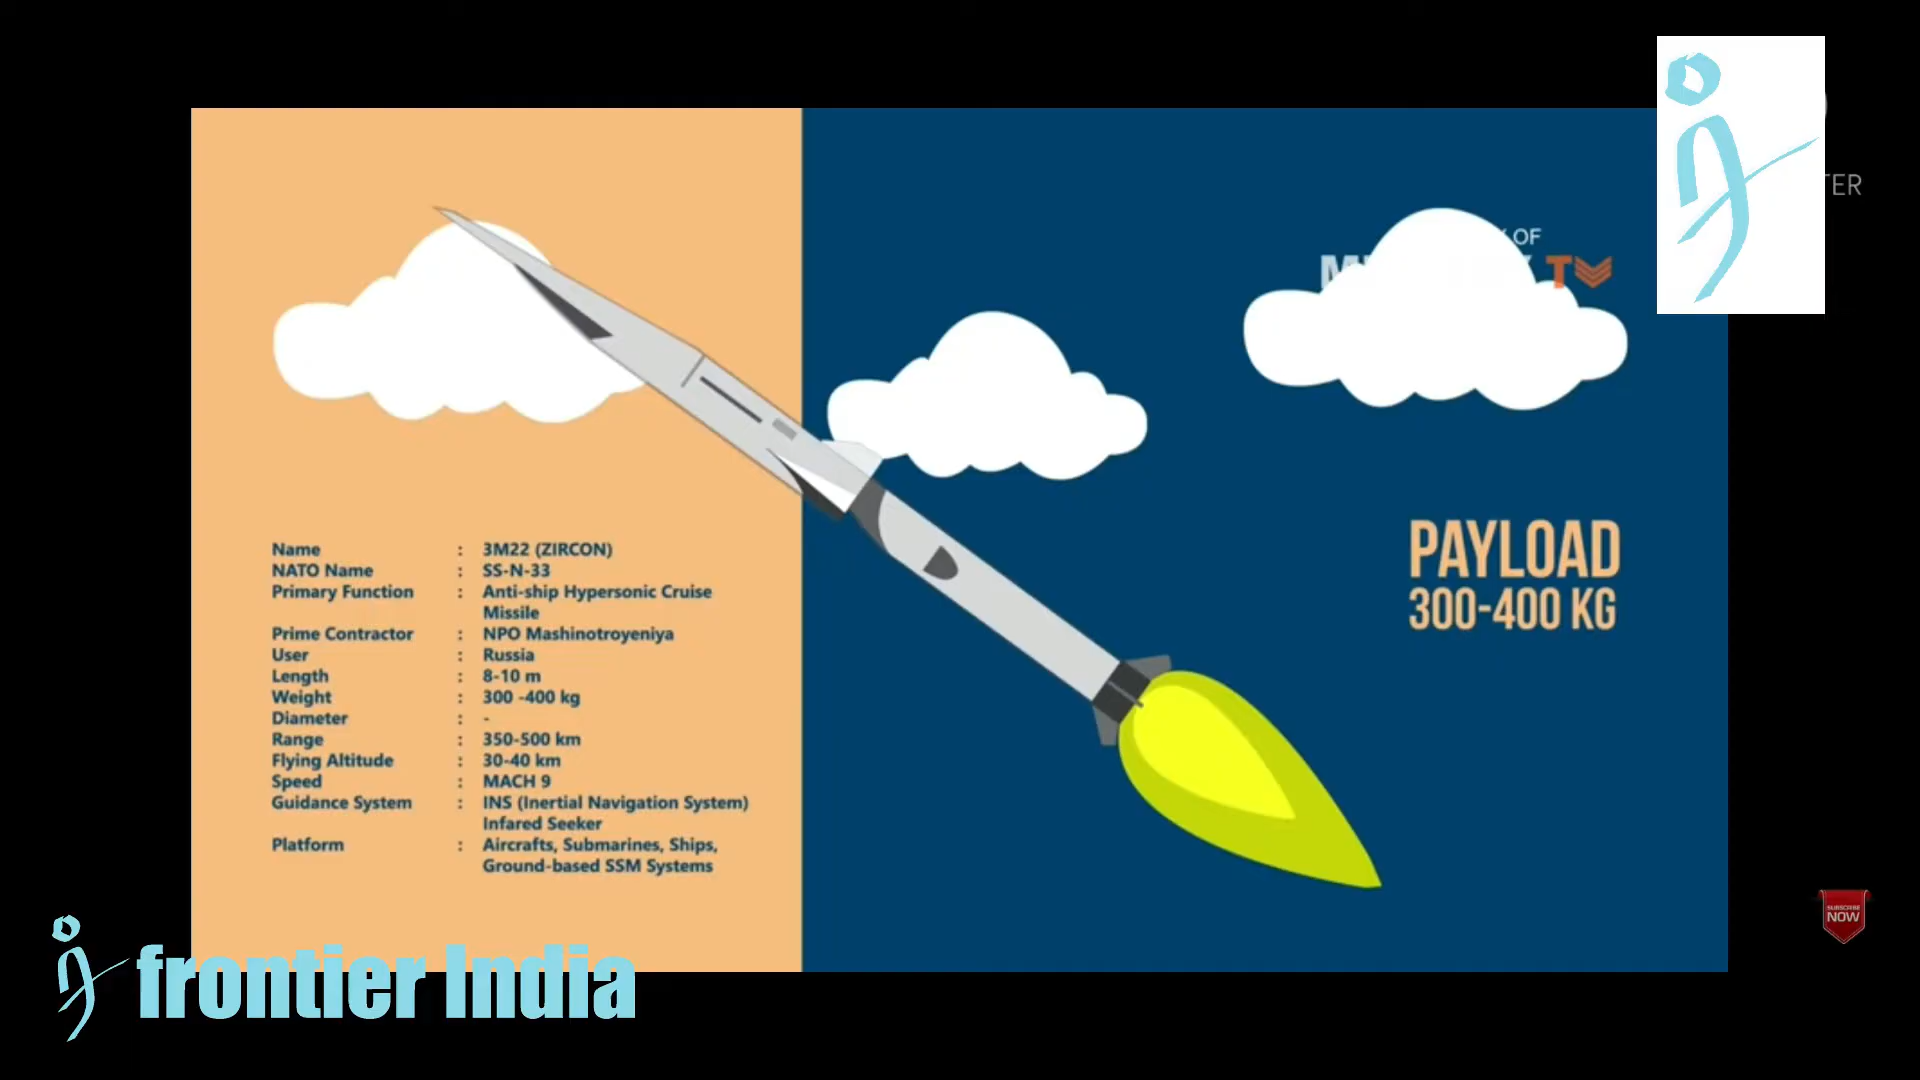 TER
OF
TV
Name : 3M22 (ZIRCON)
NATO Name : SS-N-33
Primary Function : Anti-ship Hypersonic Cruise
Missile
Prime Contractor : NPO Mashinotroyeniya
User : Russia
Length : 8-10 m
Weight : 300 -400 kg
Diameter : -
Range : 350-500 km
Flying Altitude : 30-40 km
Speed : MACH 9
Guidance System : INS (Inertial Navigation System)
Infared Seeker
Platform : Aircrafts, Submarines, Ships,
Ground-based SSM Systems
PAYLOAD
300-400 KG
SUBSCRIBE
NOW
frontier India